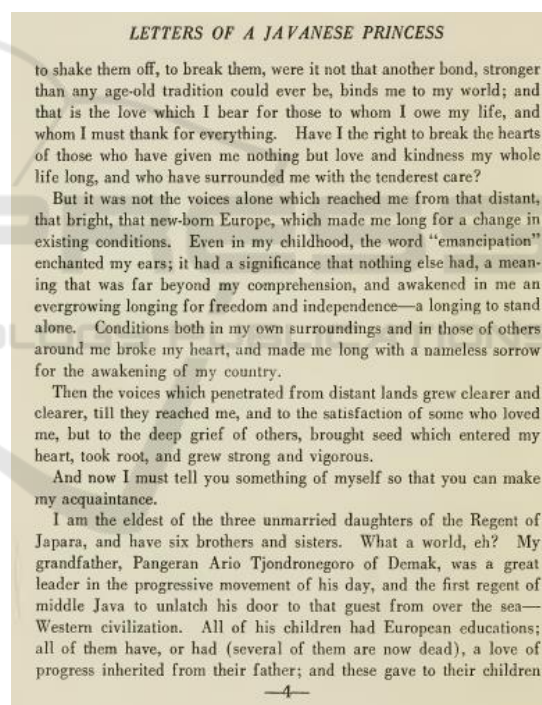 LETTERS OF A JAVANESE PRINCESS
to shake them off, to break them, were it not that another bond, stronger
than any age-old tradition could ever be, binds me to my world; and
that is the love which I bear for those to whom I owe my life, and
whom I must thank for everything. Have I the right to break the hearts
of those who have given me nothing but love and kindness my whole
life long, and who have surrounded me with the tenderest care?
But it was not the voices alone which reached me from that distant,
that bright, that new-born Europe, which made me long for a change in
existing conditions. Even in my childhood, the word "emancipation"
enchanted my ears; it had a significance that nothing else had, a mean-
ing that was far beyond my comprehension, and awakened in me an
evergrowing longing for freedom and independence—a longing to stand
alone. Conditions both in my own surroundings and in those of others
around me broke my heart, and made me long with a nameless sorrow
for the awakening of my country.
Then the voices which penetrated from distant lands grew clearer and
clearer, till they reached me, and to the satisfaction of some who loved
me, but to the deep grief of others, brought seed which entered my
heart, took root, and grew strong and vigorous.
And now I must tell you something of myself so that you can make
my acquaintance.
I am the eldest of the three unmarried daughters of the Regent of
Japara, and have six brothers and sisters. What a world, eh? My
grandfather, Pangeran Ario Tjondronegoro of Demak, was a great
leader in the progressive movement of his day, and the first regent of
middle Java to unlatch his door to that guest from over the sea—
Western civilization. All of his children had European educations;
all of them have, or had (several of them are now dead), a love of
progress inherited from their father; and these gave to their children
—4—